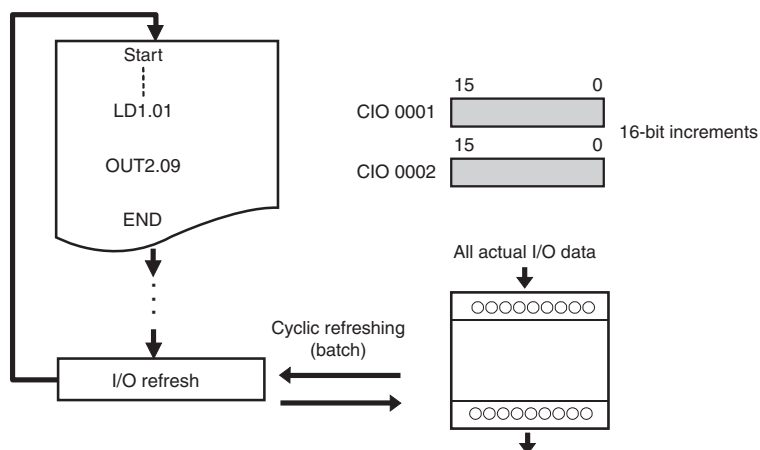 Start
LD1.01
OUT2.09
END
I/O refresh
15 0
CIO 0001
16-bit increments
15 0
CIO 0002
All actual I/O data
Cyclic refreshing
(batch)